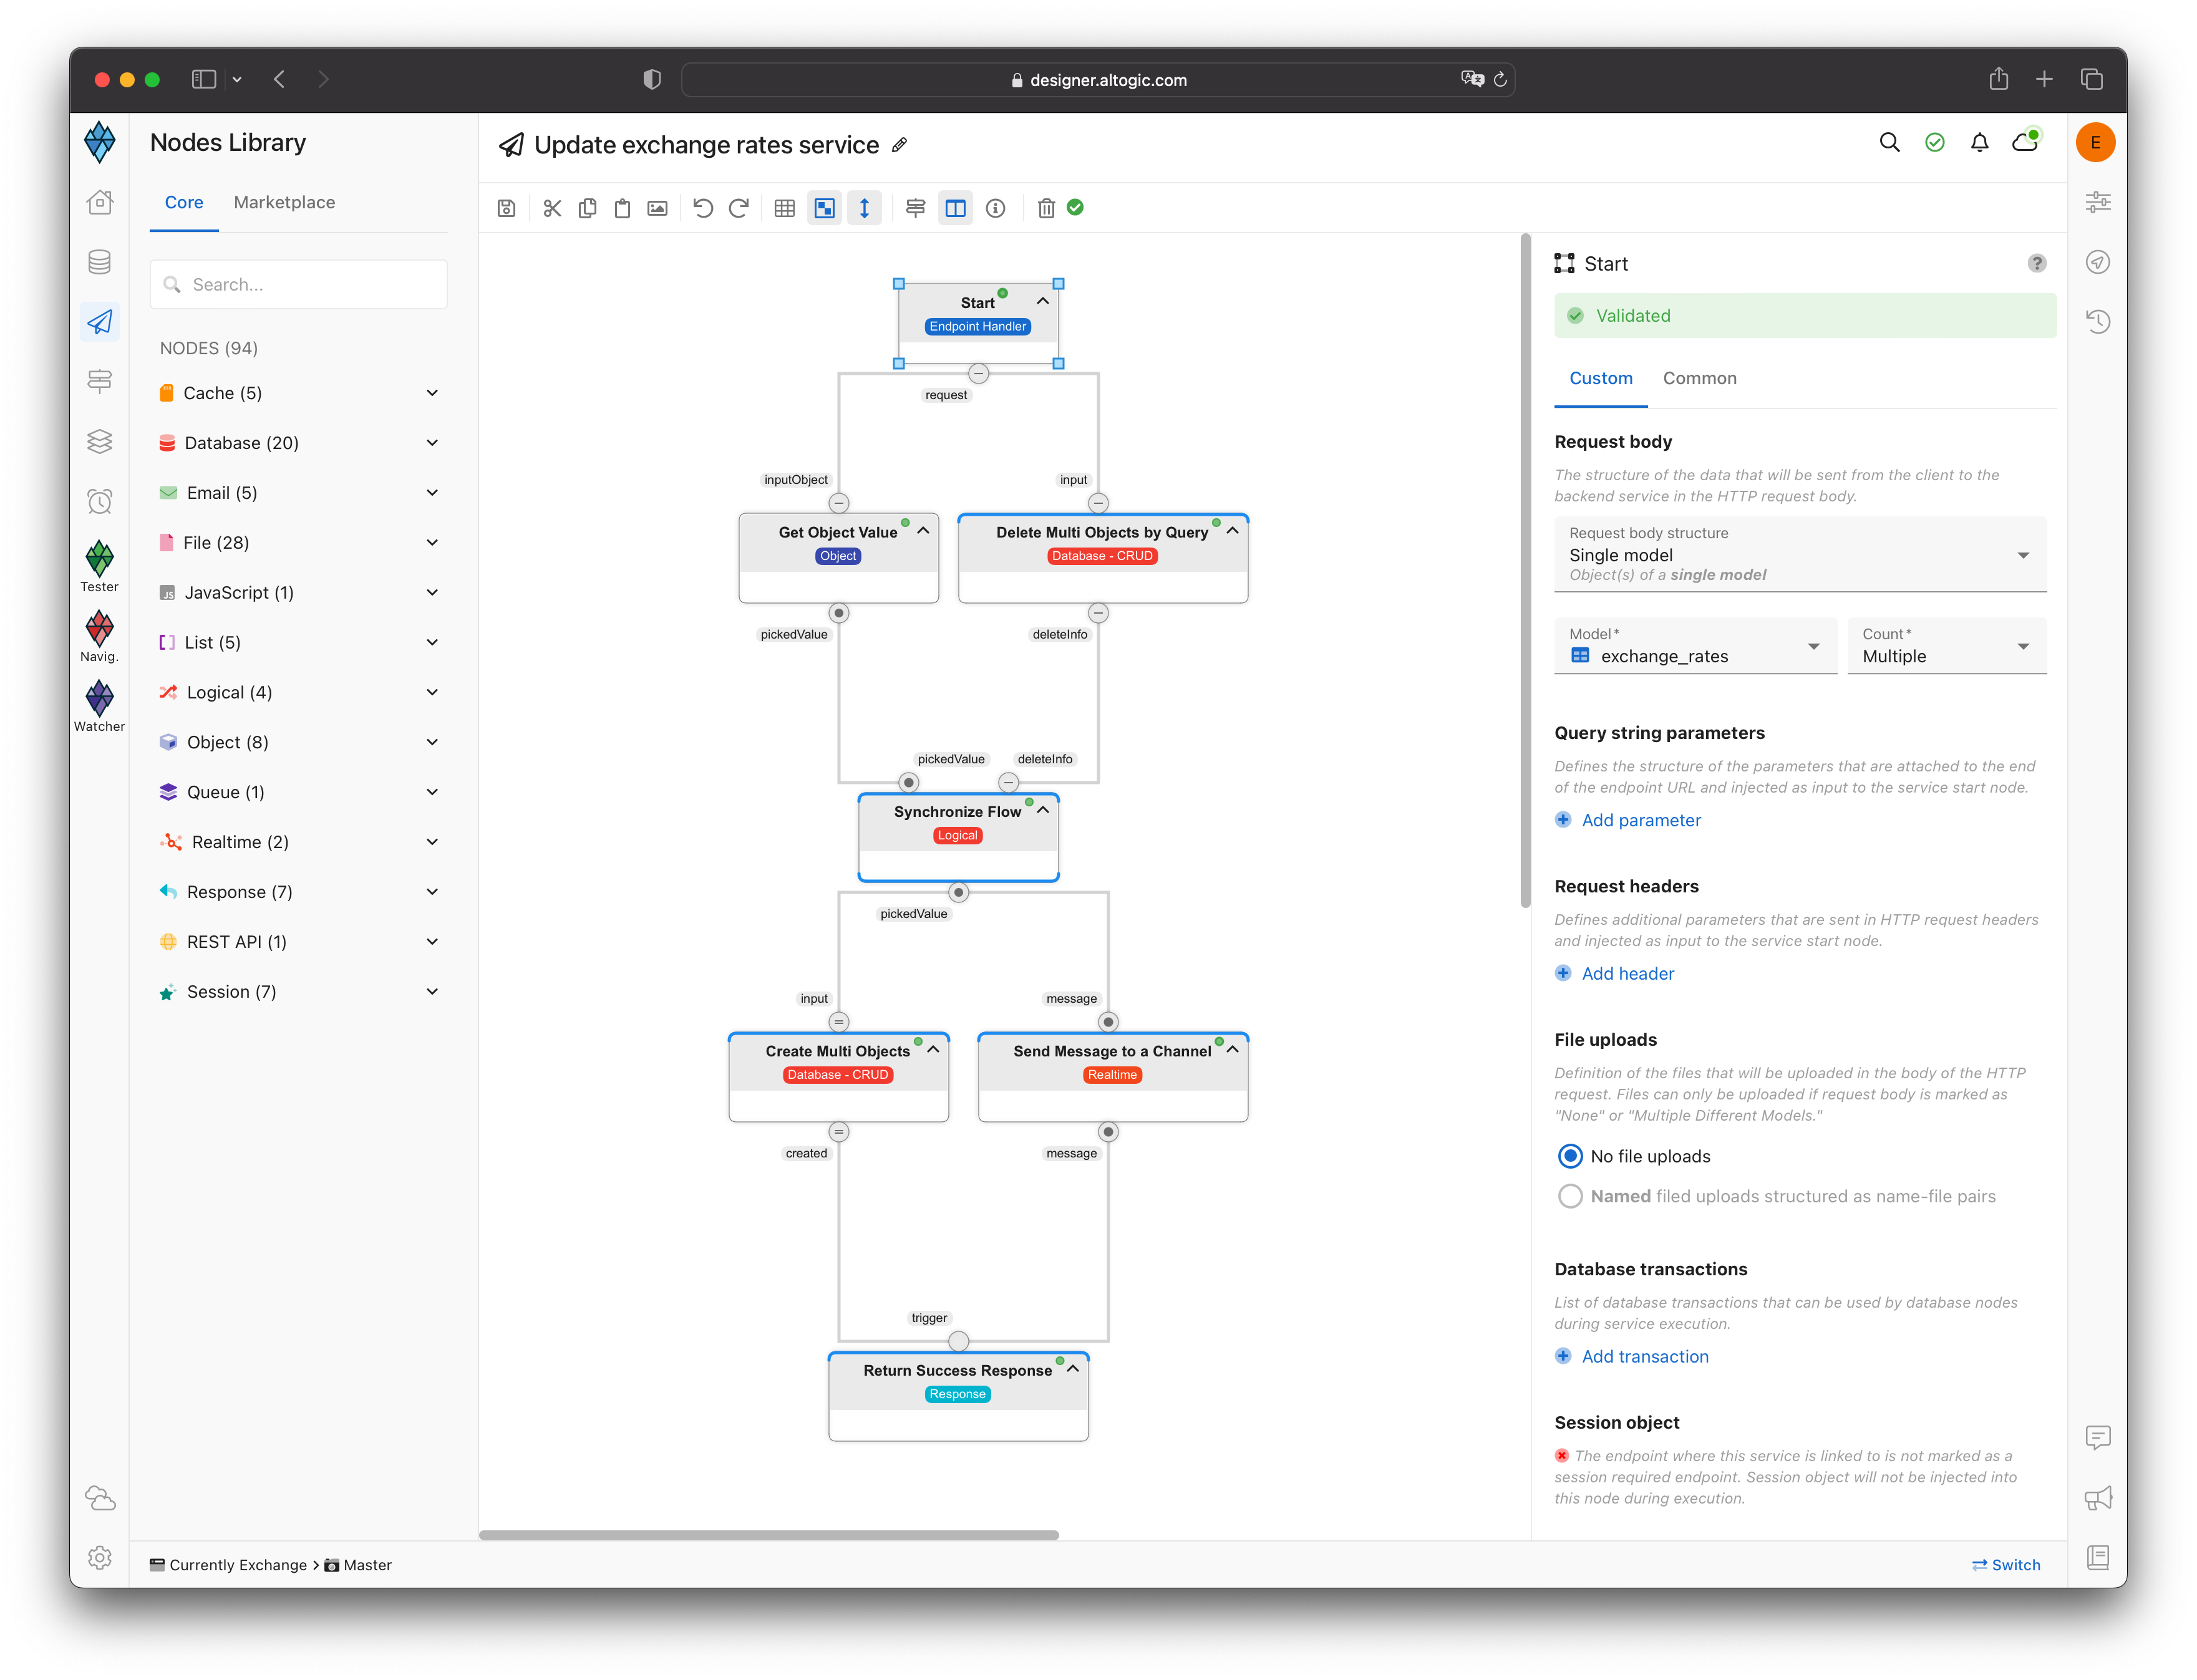 designer.altogic.com
Nodes Library
Core
Marketplace
Search...
NODES (94)
Cache (5)
Database (20)
Email (5)
File (28)
JS
JavaScript (1)
List (5)
Logical (4)
Object (8)
Queue (1)
Realtime (2)
Response (7)
REST API (1)
Session (7)
Tester
Navig.
Watcher
Update exchange rates service
E
Start
Endpoint Handler
request
inputObject
input
Get Object Value
Object
Delete Multi Objects by Query
Database - CRUD
pickedValue
deleteInfo
pickedValue
deleteInfo
Synchronize Flow
Logical
pickedValue
input
message
Create Multi Objects
Database - CRUD
Send Message to a Channel
Realtime
created
message
trigger
Return Success Response
Response
Start
?
Validated
Custom
Common
Request body
The structure of the data that will be sent from the client to the
backend service in the HTTP request body.
Request body structure
Single model
Object(s) of a single model
Model*
exchange_rates
Count*
Multiple
Query string parameters
Defines the structure of the parameters that are attached to the end
of the endpoint URL and injected as input to the service start node.
Add parameter
Request headers
Defines additional parameters that are sent in HTTP request headers
and injected as input to the service start node.
Add header
File uploads
Definition of the files that will be uploaded in the body of the HTTP
request. Files can only be uploaded if request body is marked as
"None" or "Multiple Different Models."
No file uploads
Named filed uploads structured as name-file pairs
Database transactions
List of database transactions that can be used by database nodes
during service execution.
Add transaction
Session object
The endpoint where this service is linked to is not marked as a
session required endpoint. Session object will not be injected into
this node during execution.
Currently Exchange > Master
Switch